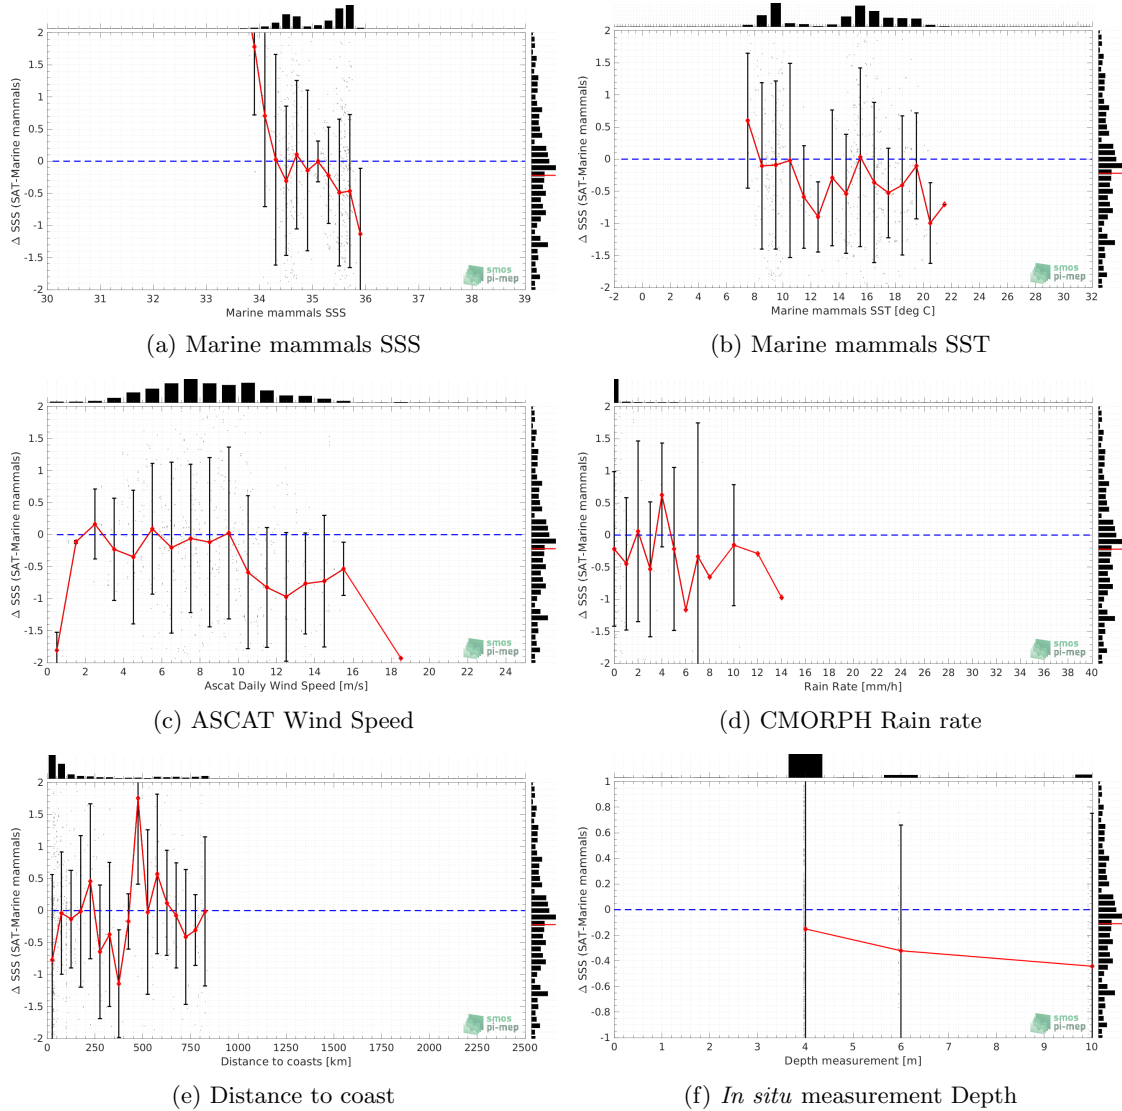 2
1.5
1
0.5
0
-0.5
-1
-1.5
-2
Δ SSS (SAT-Marine mammals)
30 31 32 33 34 35 36 37 38 39
Marine mammals SSS
smos
pi-mep
(a) Marine mammals SSS
2
1.5
1
0.5
0
-0.5
-1
-1.5
-2
Δ SSS (SAT-Marine mammals)
-2 0 2 4 6 8 10 12 14 16 18 20 22 24 26 28 30 32
Marine mammals SST [deg C]
smos
pi-mep
(b) Marine mammals SST
2
1.5
1
0.5
0
-0.5
-1
-1.5
-2
Δ SSS (SAT-Marine mammals)
0 2 4 6 8 10 12 14 16 18 20 22 24
Ascat Daily Wind Speed [m/s]
smos
pi-mep
(c) ASCAT Wind Speed
2
1.5
1
0.5
0
-0.5
-1
-1.5
-2
Δ SSS (SAT-Marine mammals)
0 2 4 6 8 10 12 14 16 18 20 22 24 26 28 30 32 34 36 38 40
Rain Rate [mm/h]
smos
pi-mep
(d) CMORPH Rain rate
2
1.5
1
0.5
0
-0.5
-1
-1.5
-2
Δ SSS (SAT-Marine mammals)
0 250 500 750 1000 1250 1500 1750 2000 2250 2500
Distance to coasts [km]
smos
pi-mep
(e) Distance to coast
1
0.8
0.6
0.4
0.2
0
-0.2
-0.4
-0.6
-0.8
-1
Δ SSS (SAT-Marine mammals)
0 1 2 3 4 5 6 7 8 9 10
Depth measurement [m]
smos
pi-mep
(f) In situ measurement Depth